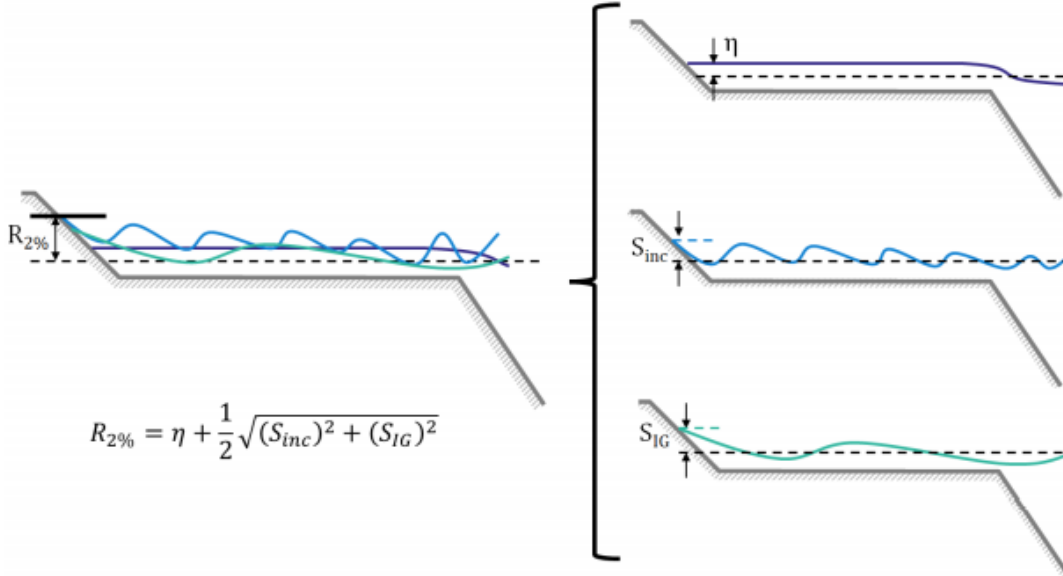 η
R2%
Sinc
SIG
R2% = η + 1/2 √((Sinc)² + (SIG)²)